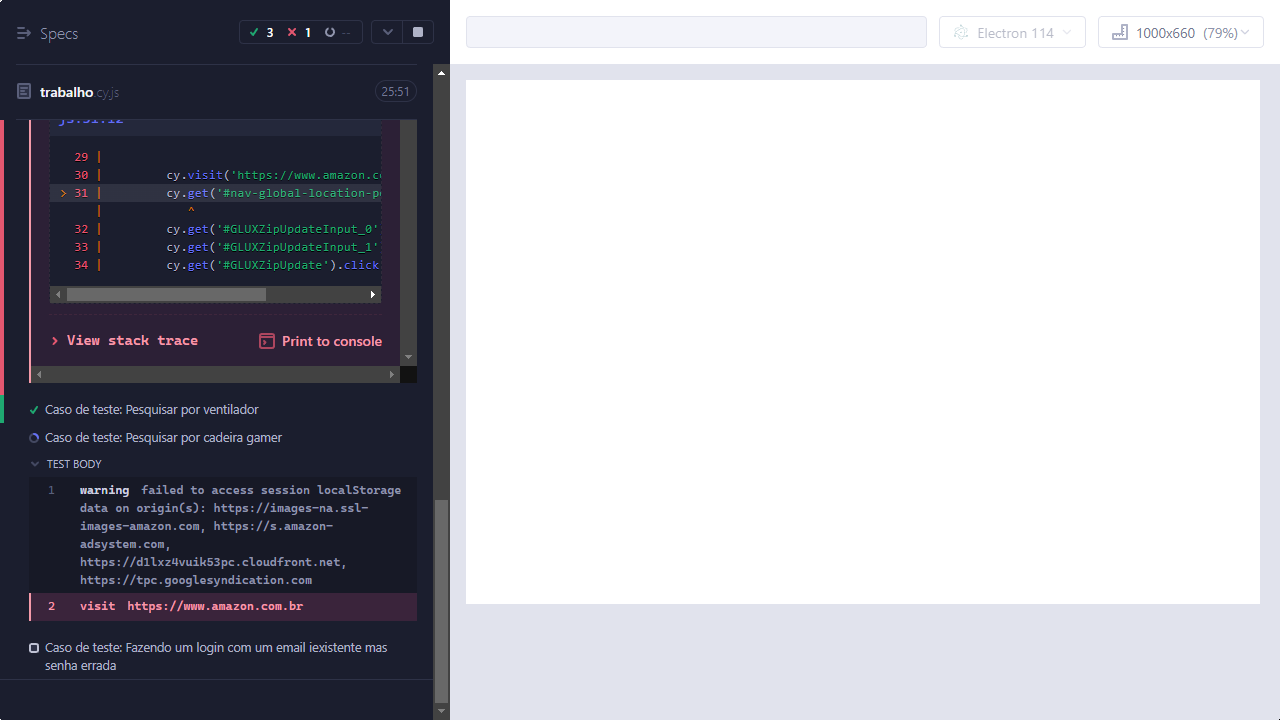 Specs
3 1 --
Electron 114
1000x660 (79%)
trabalho.cy.js
25:51
29 |
30 | cy.visit('https://www.amazon.c
> 31 | cy.get('#nav-global-location-p
| ^
32 | cy.get('#GLUXZipUpdateInput_0'
33 | cy.get('#GLUXZipUpdateInput_1'
34 | cy.get('#GLUXZipUpdate').click
View stack trace
Print to console
Caso de teste: Pesquisar por ventilador
Caso de teste: Pesquisar por cadeira gamer
TEST BODY
1 warning failed to access session localStorage
data on origin(s): https://images-na.ssl-
images-amazon.com, https://s.amazon-
adsystem.com,
https://d1lxz4vuik53pc.cloudfront.net,
https://tpc.googlesyndication.com
2 visit https://www.amazon.com.br
Caso de teste: Fazendo um login com um email iexistente mas
senha errada